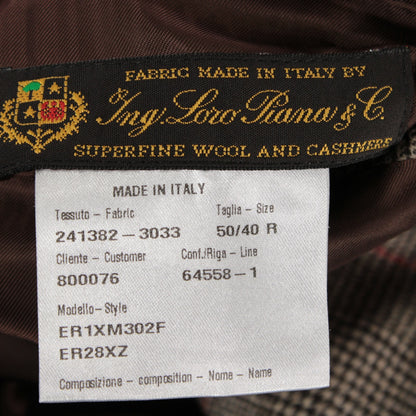 FABRIC MADE IN ITALY BY
Ing. Loro Piana & C.
SUPERFINE WOOL AND CASHMERE
MADE IN ITALY
Tessuto - Fabric Taglia - Size
241382-3033 50/40 R
Cliente - Customer Conf./Riga - Line
800076 64558-1
Modello-Style
ER1XM302F
ER28XZ
Composizione - composition - Nome - Name